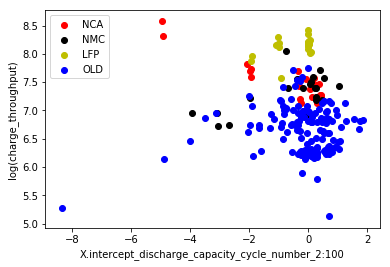 NCA
NMC
LFP
OLD
log(charge_throughput)
8.5
8.0
7.5
7.0
6.5
6.0
5.5
5.0
−8
−6
−4
−2
0
2
X.intercept_discharge_capacity_cycle_number_2:100